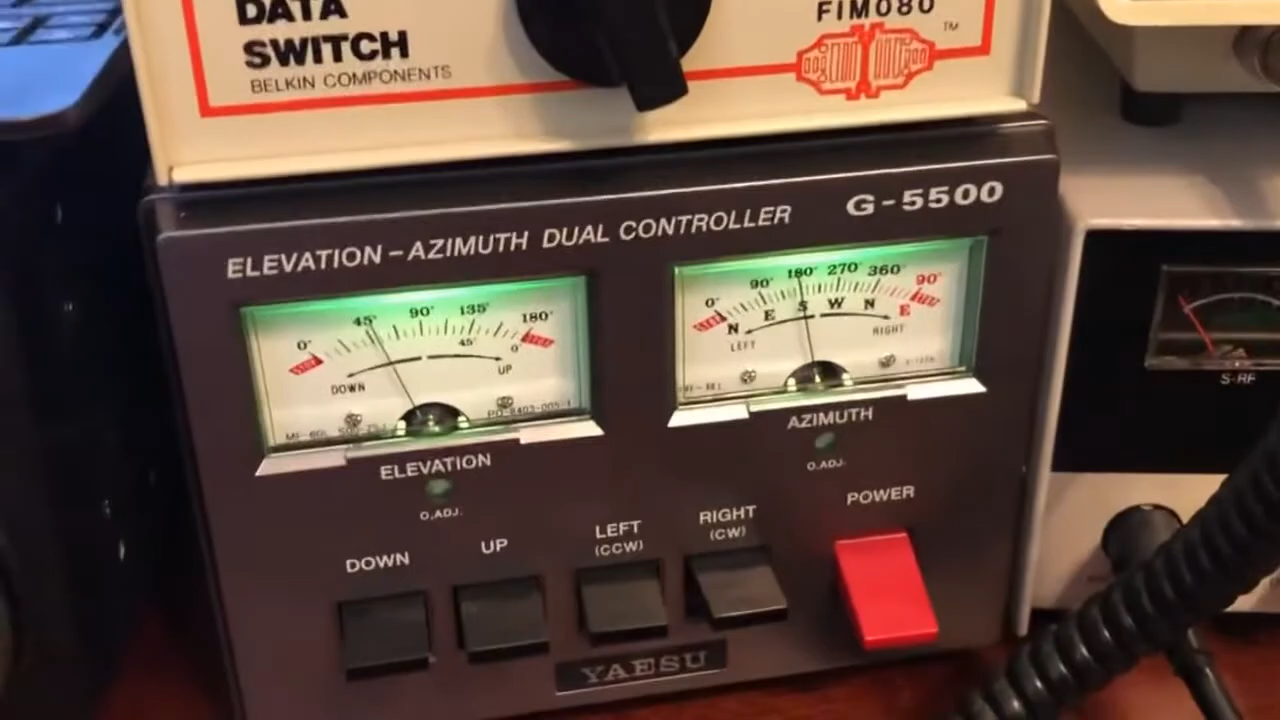 DATA
SWITCH
BELKIN COMPONENTS
FIM080
TM
ELEVATION-AZIMUTH DUAL CONTROLLER
G-5500
0° 45° 90° 135° 180°
45° 0°
DOWN UP
0° 90° 180° 270° 360° 90°
N E S W N E
LEFT RIGHT
ELEVATION
O.ADJ.
AZIMUTH
O.ADJ.
S-RF
DOWN
UP
LEFT
(CCW)
RIGHT
(CW)
POWER
YAESU